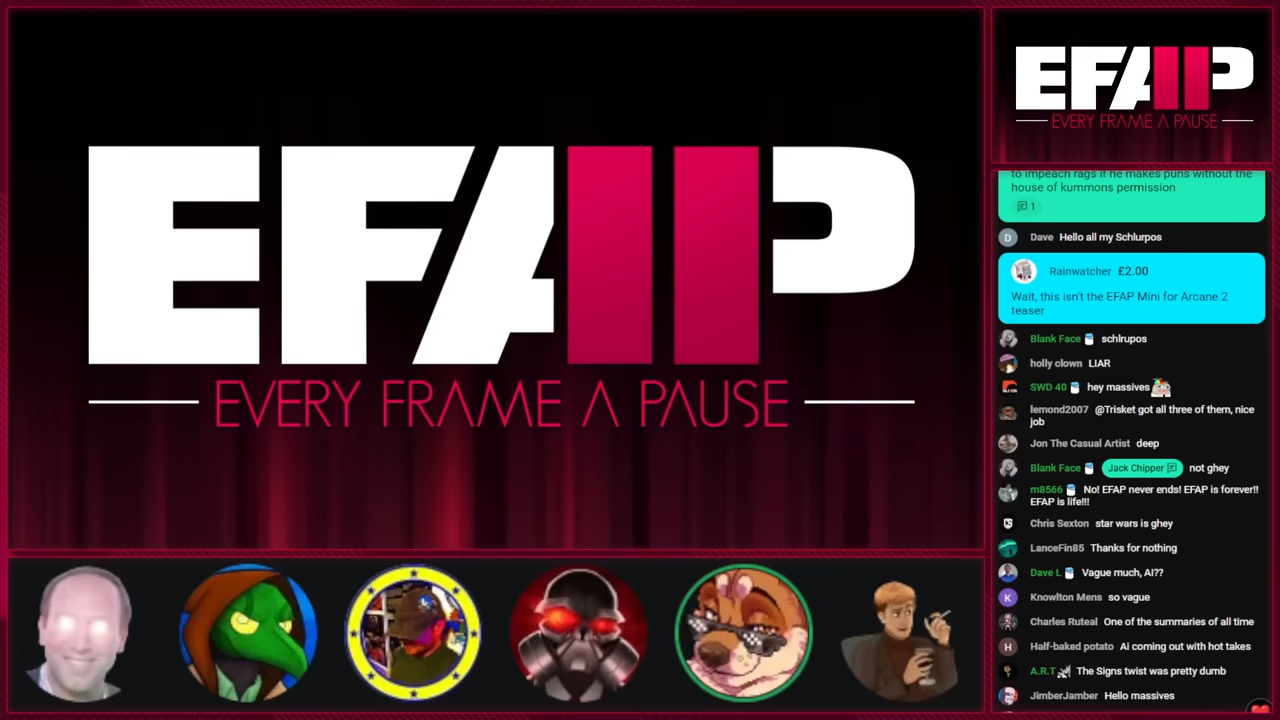 EFAP
EVERY FRAME A PAUSE
EFAP
EVERY FRAME A PAUSE
to impeach rags if he makes puns without the
house of kummons permission
1
D Dave Hello all my Schlurpos
Rainwatcher £2.00
Wait, this isn't the EFAP Mini for Arcane 2
teaser
Blank Face schlrupos
holly clown LIAR
SWD 40 hey massives
lemond2007 @Trisket got all three of them, nice
job
Jon The Casual Artist deep
Blank Face Jack Chipper not ghey
m8566 No! EFAP never ends! EFAP is forever!!
EFAP is life!!!
Chris Sexton star wars is ghey
LanceFin85 Thanks for nothing
Dave L Vague much, AI??
K Knowlton Mens so vague
Charles Ruteal One of the summaries of all time
H Half-baked potato Ai coming out with hot takes
A.R.T The Signs twist was pretty dumb
JimberJamber Hello massives